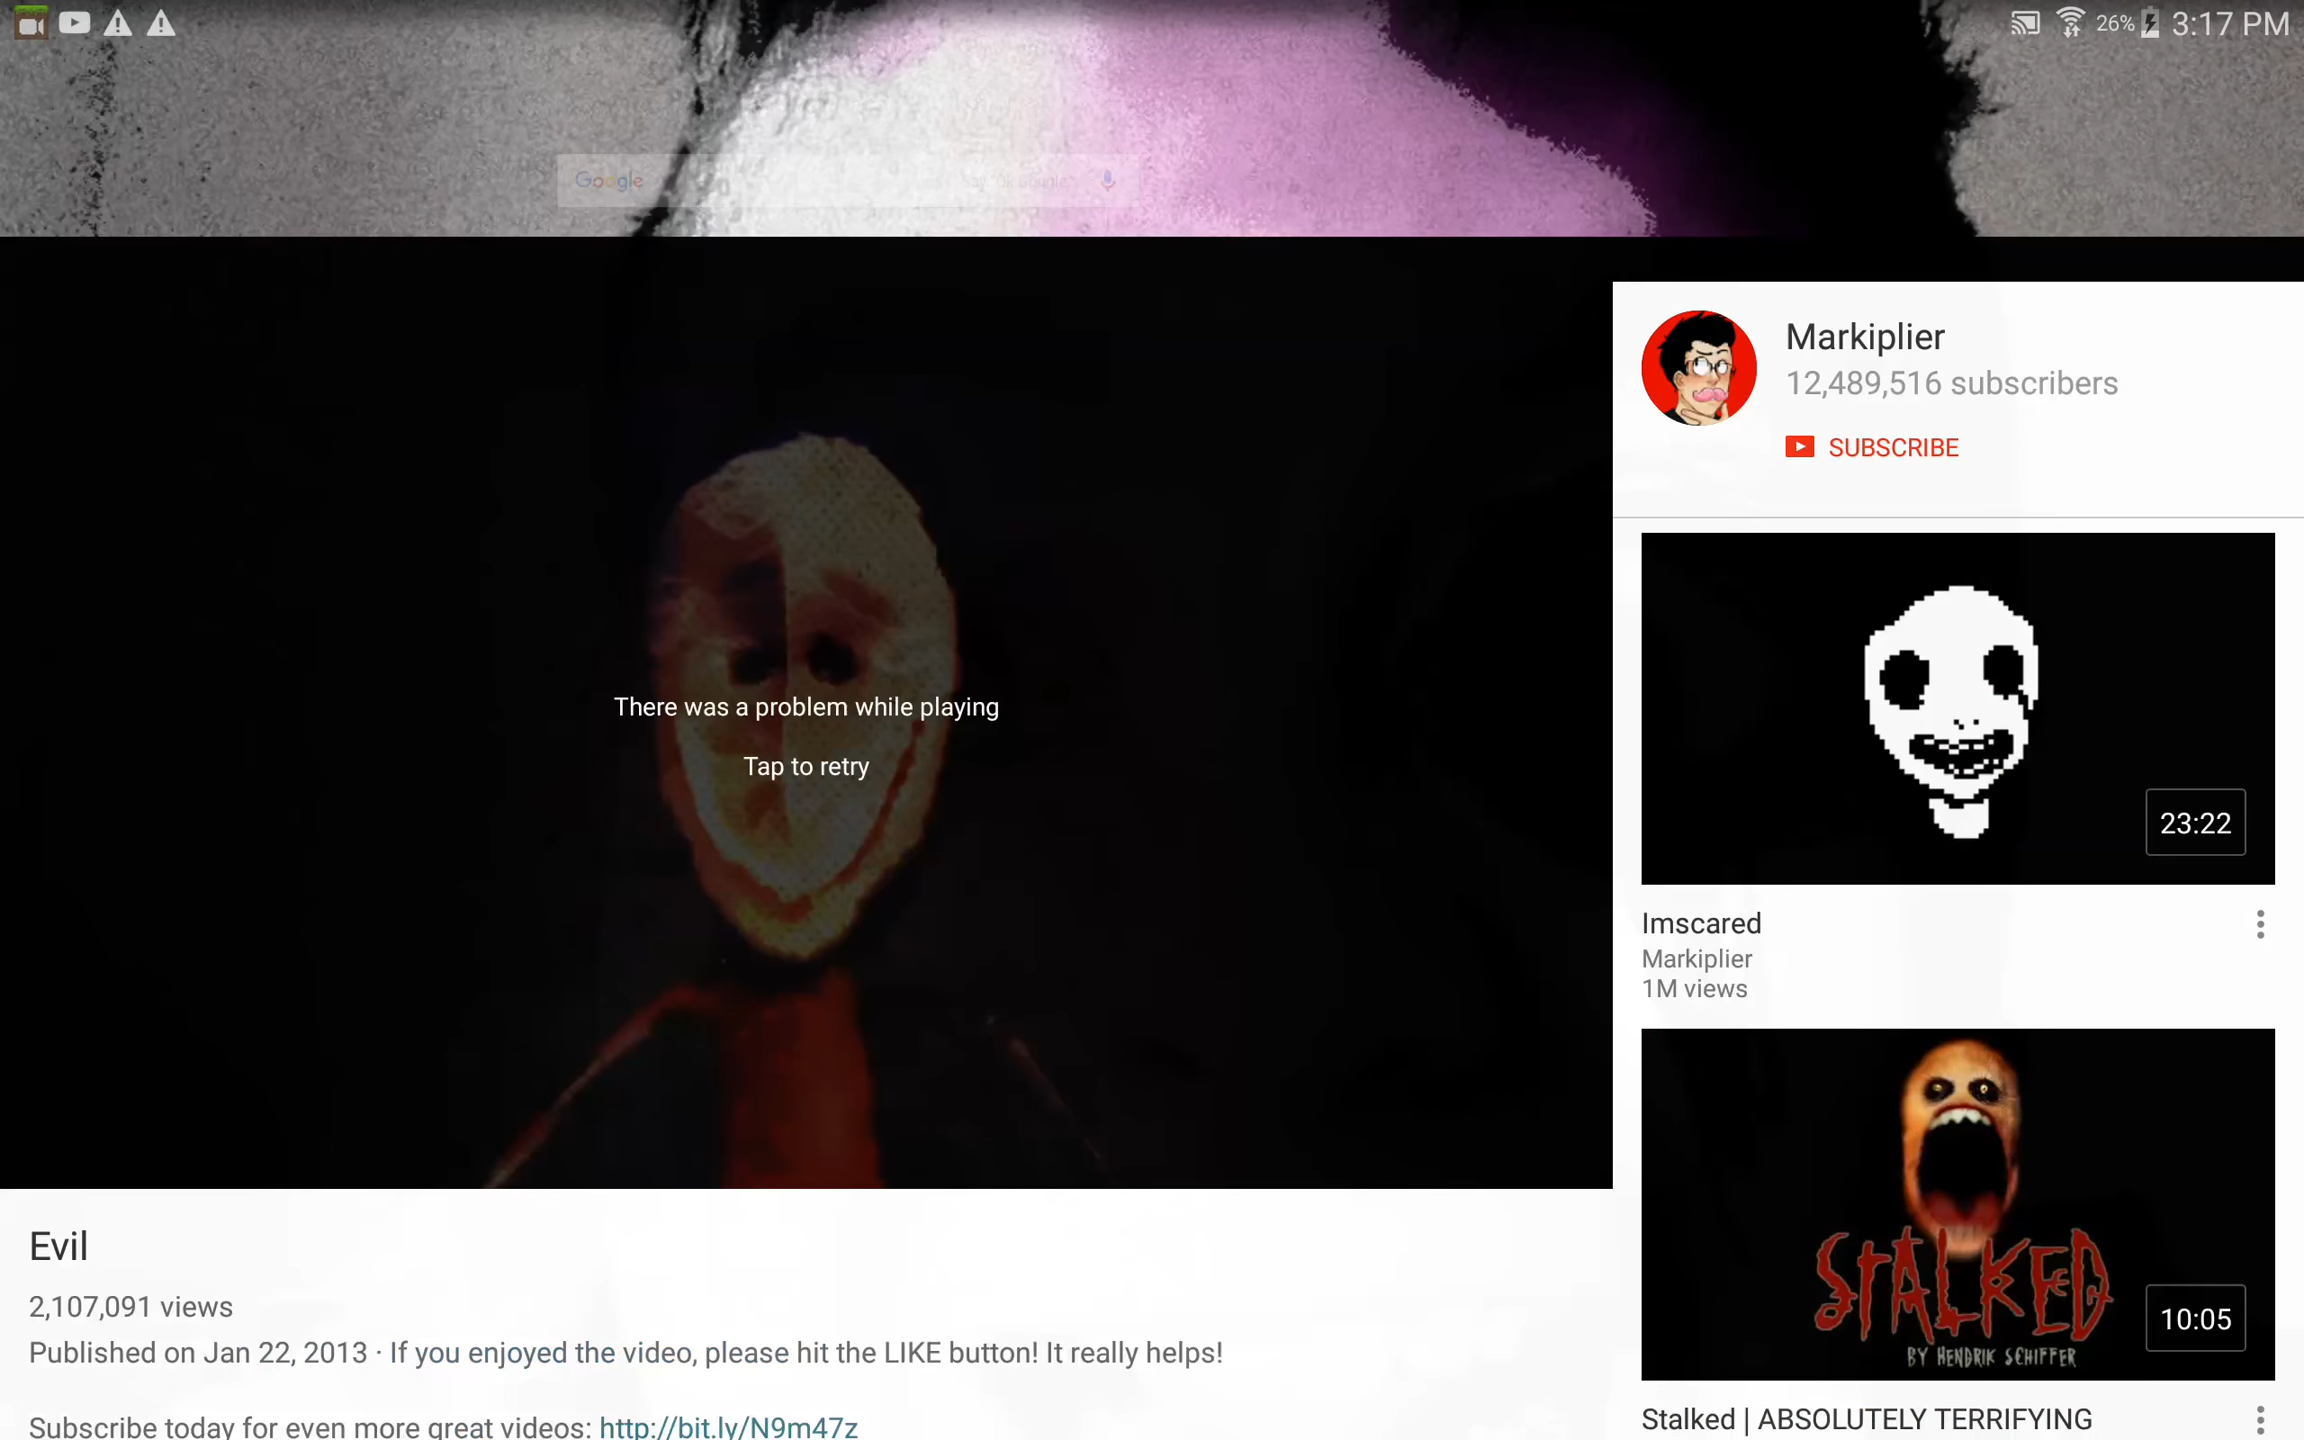 26% 3:17 PM
Google Say "Ok Google"
Markiplier
12,489,516 subscribers
SUBSCRIBE
There was a problem while playing
Tap to retry
23:22
Imscared
Markiplier
1M views
STALKED
BY HENDRIK SCHIFFER
10:05
Stalked | ABSOLUTELY TERRIFYING
Evil
2,107,091 views
Published on Jan 22, 2013 · If you enjoyed the video, please hit the LIKE button! It really helps!
Subscribe today for even more great videos: http://bit.ly/N9m47z